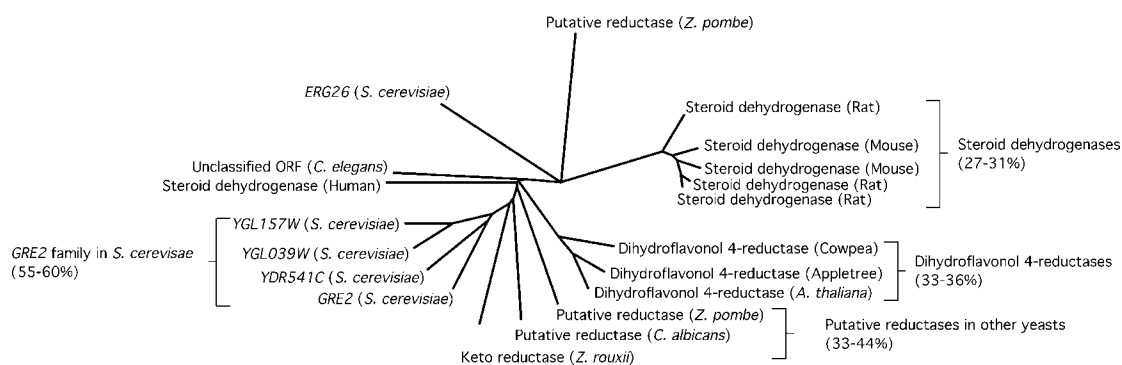 Putative reductase (Z. pombe)
ERG26 (S. cerevisiae)
Steroid dehydrogenase (Rat)
Steroid dehydrogenase (Mouse)
Steroid dehydrogenase (Mouse)
Steroid dehydrogenase (Rat)
Steroid dehydrogenase (Rat)
Steroid dehydrogenases
(27-31%)
Unclassified ORF (C. elegans)
Steroid dehydrogenase (Human)
YGL157W (S. cerevisiae)
YGL039W (S. cerevisiae)
YDR541C (S. cerevisiae)
GRE2 (S. cerevisiae)
GRE2 family in S. cerevisae
(55-60%)
Dihydroflavonol 4-reductase (Cowpea)
Dihydroflavonol 4-reductase (Appletree)
Dihydroflavonol 4-reductase (A. thaliana)
Dihydroflavonol 4-reductases
(33-36%)
Putative reductase (Z. pombe)
Putative reductase (C. albicans)
Keto reductase (Z. rouxii)
Putative reductases in other yeasts
(33-44%)